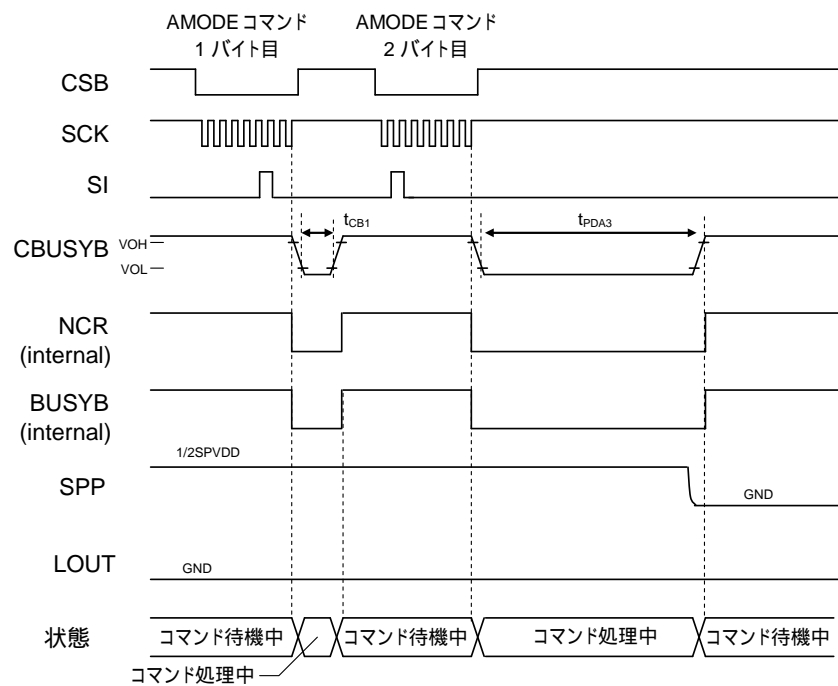 AMODE コマンド
1 バイト目
AMODE コマンド
2 バイト目
CSB
SCK
SI
tCB1
tPDA3
CBUSYB
VOH
VOL
NCR
(internal)
BUSYB
(internal)
1/2SPVDD
SPP
GND
LOUT
GND
状態
コマンド待機中
コマンド待機中
コマンド処理中
コマンド待機中
コマンド処理中